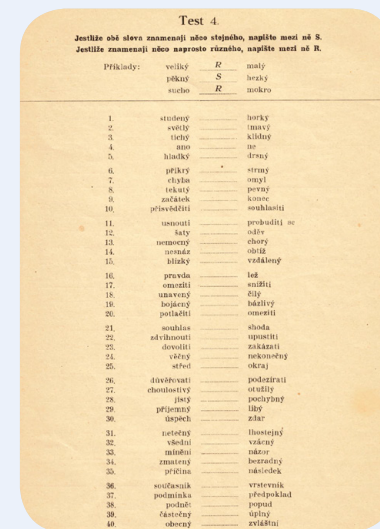 Test 4.
Jestliže obě slova znamenají něco stejného, napište mezi ně S.
Jestliže znamenají něco naprosto různého, napište mezi ně R.
Příklady: veliký R malý
pěkný S hezký
sucho R mokro
1. studený horký
2. světlý tmavý
3. tichý klidný
4. ano ne
5. hladký drsný
6. příkrý strmý
7. chyba omyl
8. tekutý pevný
9. začátek konec
10. přisvědčiti souhlasiti
11. usnouti probuditi se
12. šaty oděv
13. nemocný chorý
14. nesnáz obtíž
15. blízký vzdálený
16. pravda lež
17. omeziti snížiti
18. unavený čilý
19. bojácný bázlivý
20. potlačiti omeziti
21. souhlas shoda
22. zdvihnouti upustiti
23. dovoliti zakázati
24. věčný nekonečný
25. střed okraj
26. důvěřovati podezírati
27. choulostivý otužilý
28. jistý pochybný
29. příjemný libý
30. úspěch zdar
31. netečný lhostejný
32. všední vzácný
33. mínění názor
34. zmatený bezradný
35. příčina následek
36. současník vrstevník
37. podmínka předpoklad
38. podnět popud
39. částečný úplný
40. obecný zvláštní